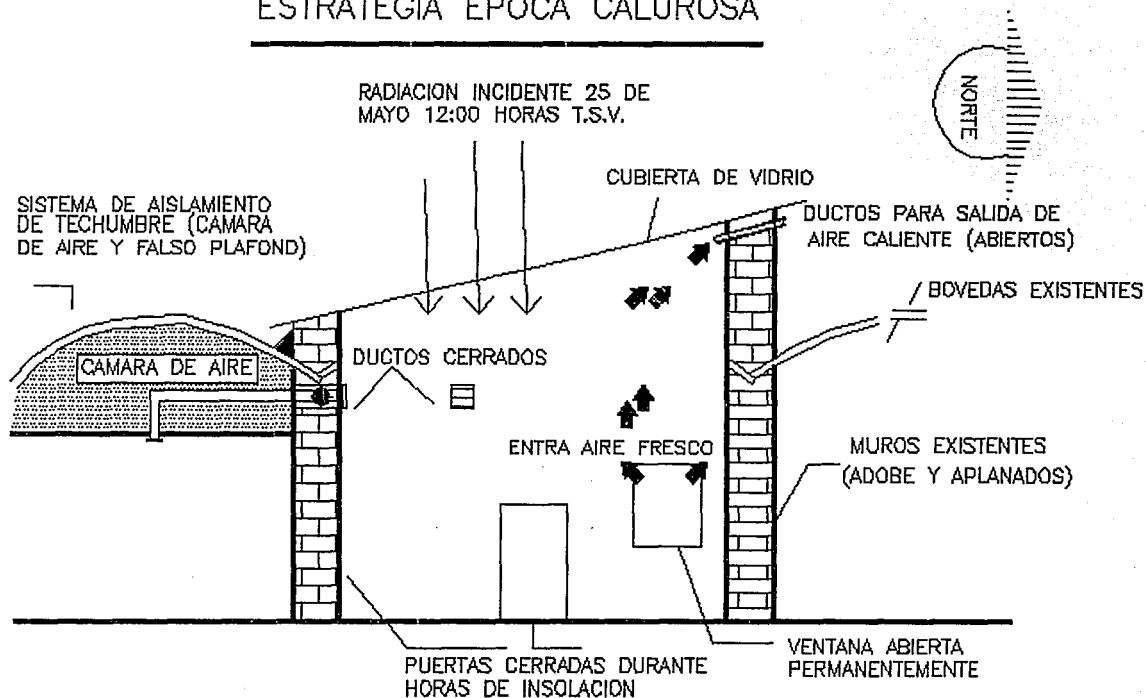 ESTRATEGIA EPOCA CALUROSA
RADIACION INCIDENTE 25 DE
MAYO 12:00 HORAS T.S.V.
NORTE
CUBIERTA DE VIDRIO
SISTEMA DE AISLAMIENTO
DE TECHUMBRE (CAMARA
DE AIRE Y FALSO PLAFOND)
DUCTOS PARA SALIDA DE
AIRE CALIENTE (ABIERTOS)
BOVEDAS EXISTENTES
CAMARA DE AIRE
DUCTOS CERRADOS
ENTRA AIRE FRESCO
MUROS EXISTENTES
(ADOBE Y APLANADOS)
PUERTAS CERRADAS DURANTE
HORAS DE INSOLACION
VENTANA ABIERTA
PERMANENTEMENTE